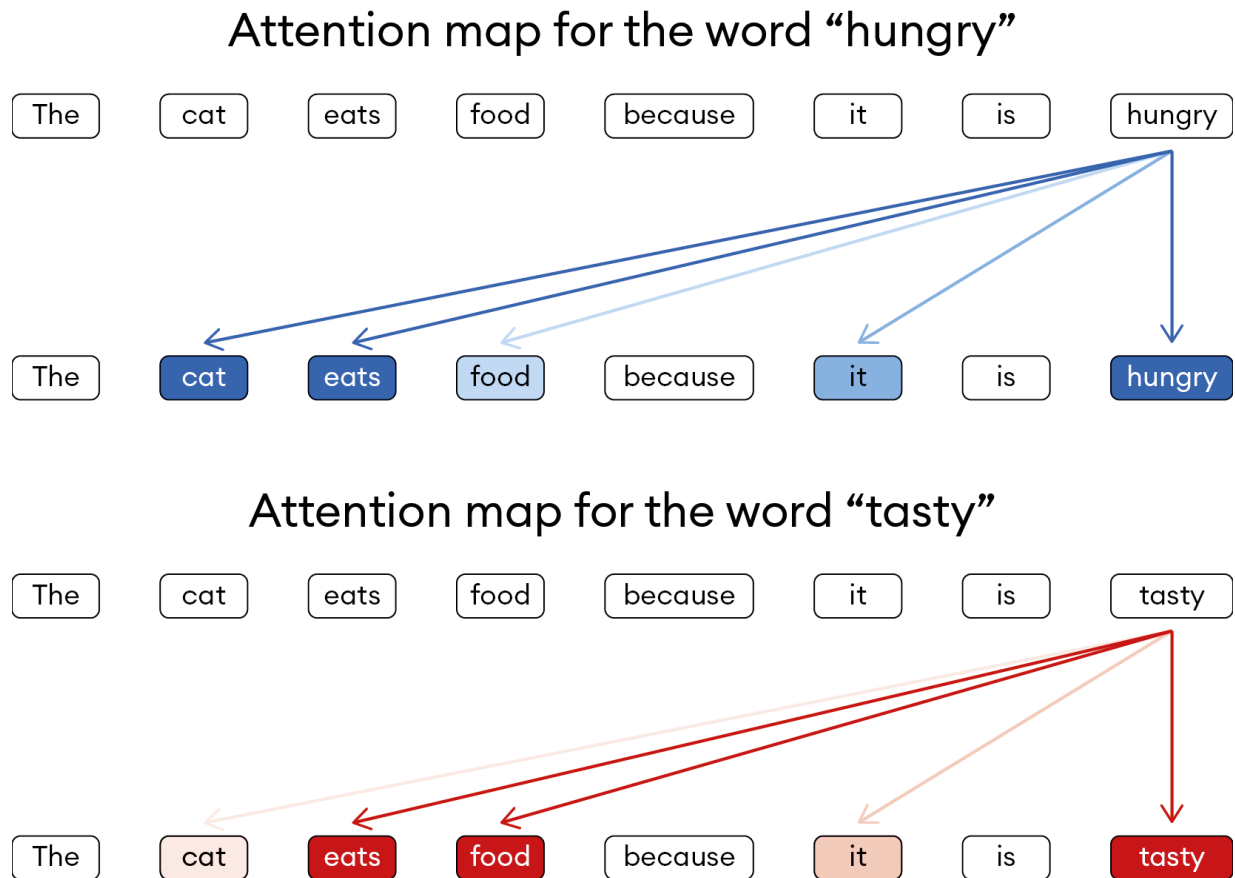 Attention map for the word “hungry”
The cat eats food because it is hungry
The cat eats food because it is hungry
Attention map for the word “tasty”
The cat eats food because it is tasty
The cat eats food because it is tasty